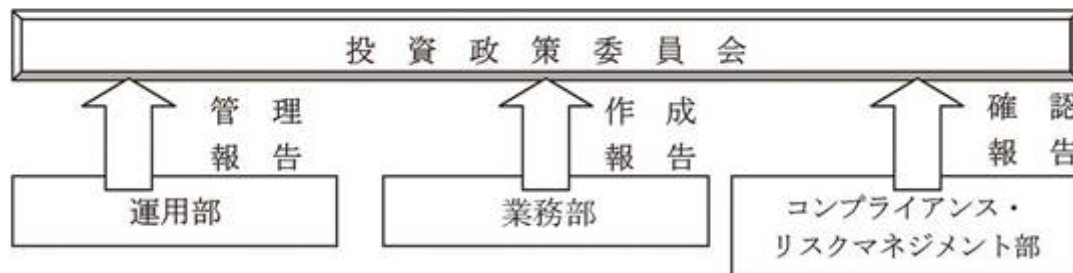 投資政策委員会
管理
報告
作成
報告
確認
報告
運用部
業務部
コンプライアンス・
リスクマネジメント部